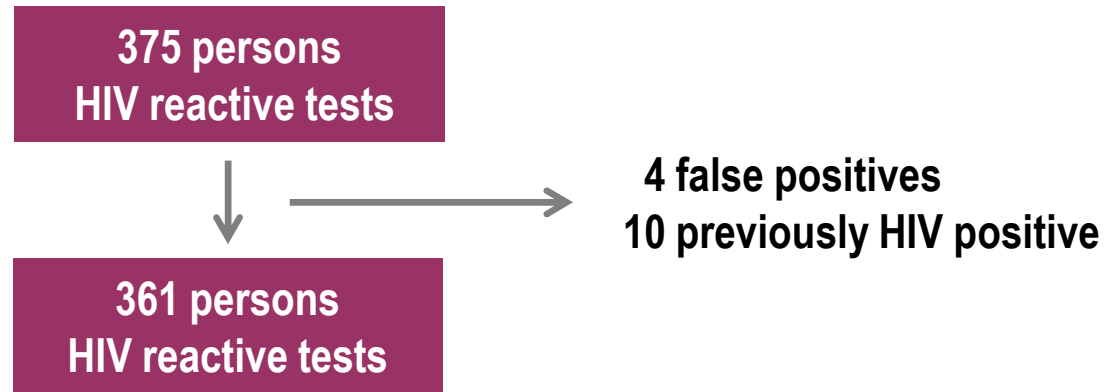 375 persons
HIV reactive tests
4 false positives
10 previously HIV positive
361 persons
HIV reactive tests